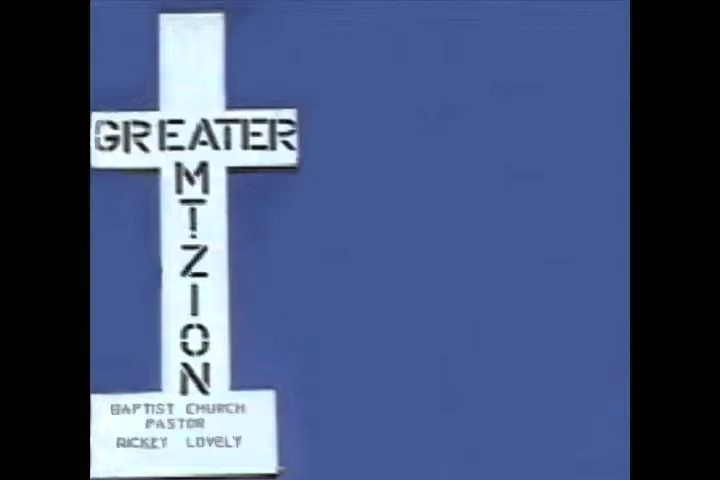 GREATER
MT.ZION
BAPTIST CHURCH
PASTOR
RICKEY LOVELY